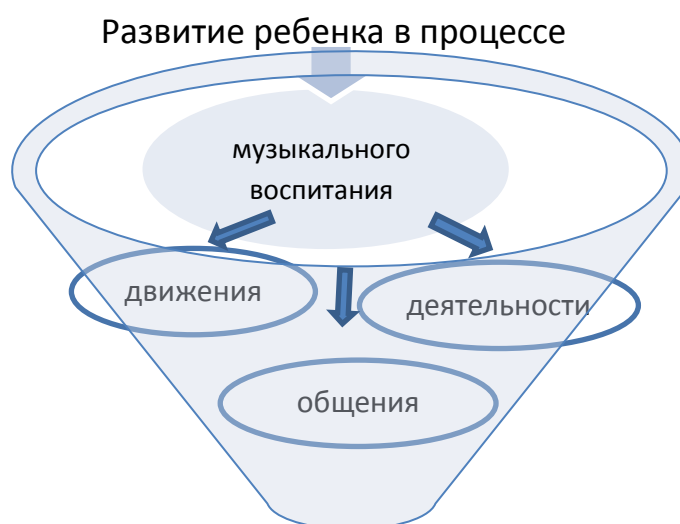 Развитие ребенка в процессе
музыкального
воспитания
движения
деятельности
общения